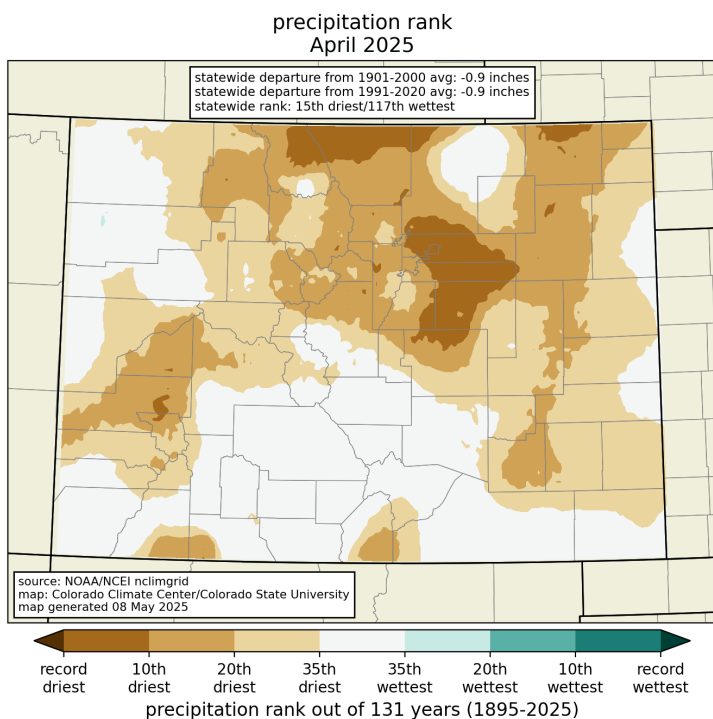 precipitation rank
April 2025
statewide departure from 1901-2000 avg: -0.9 inches
statewide departure from 1991-2020 avg: -0.9 inches
statewide rank: 15th driest/117th wettest
source: NOAA/NCEI nclimgrid
map: Colorado Climate Center/Colorado State University
map generated 08 May 2025
record driest
10th driest
20th driest
35th driest
35th wettest
20th wettest
10th wettest
record wettest
precipitation rank out of 131 years (1895-2025)